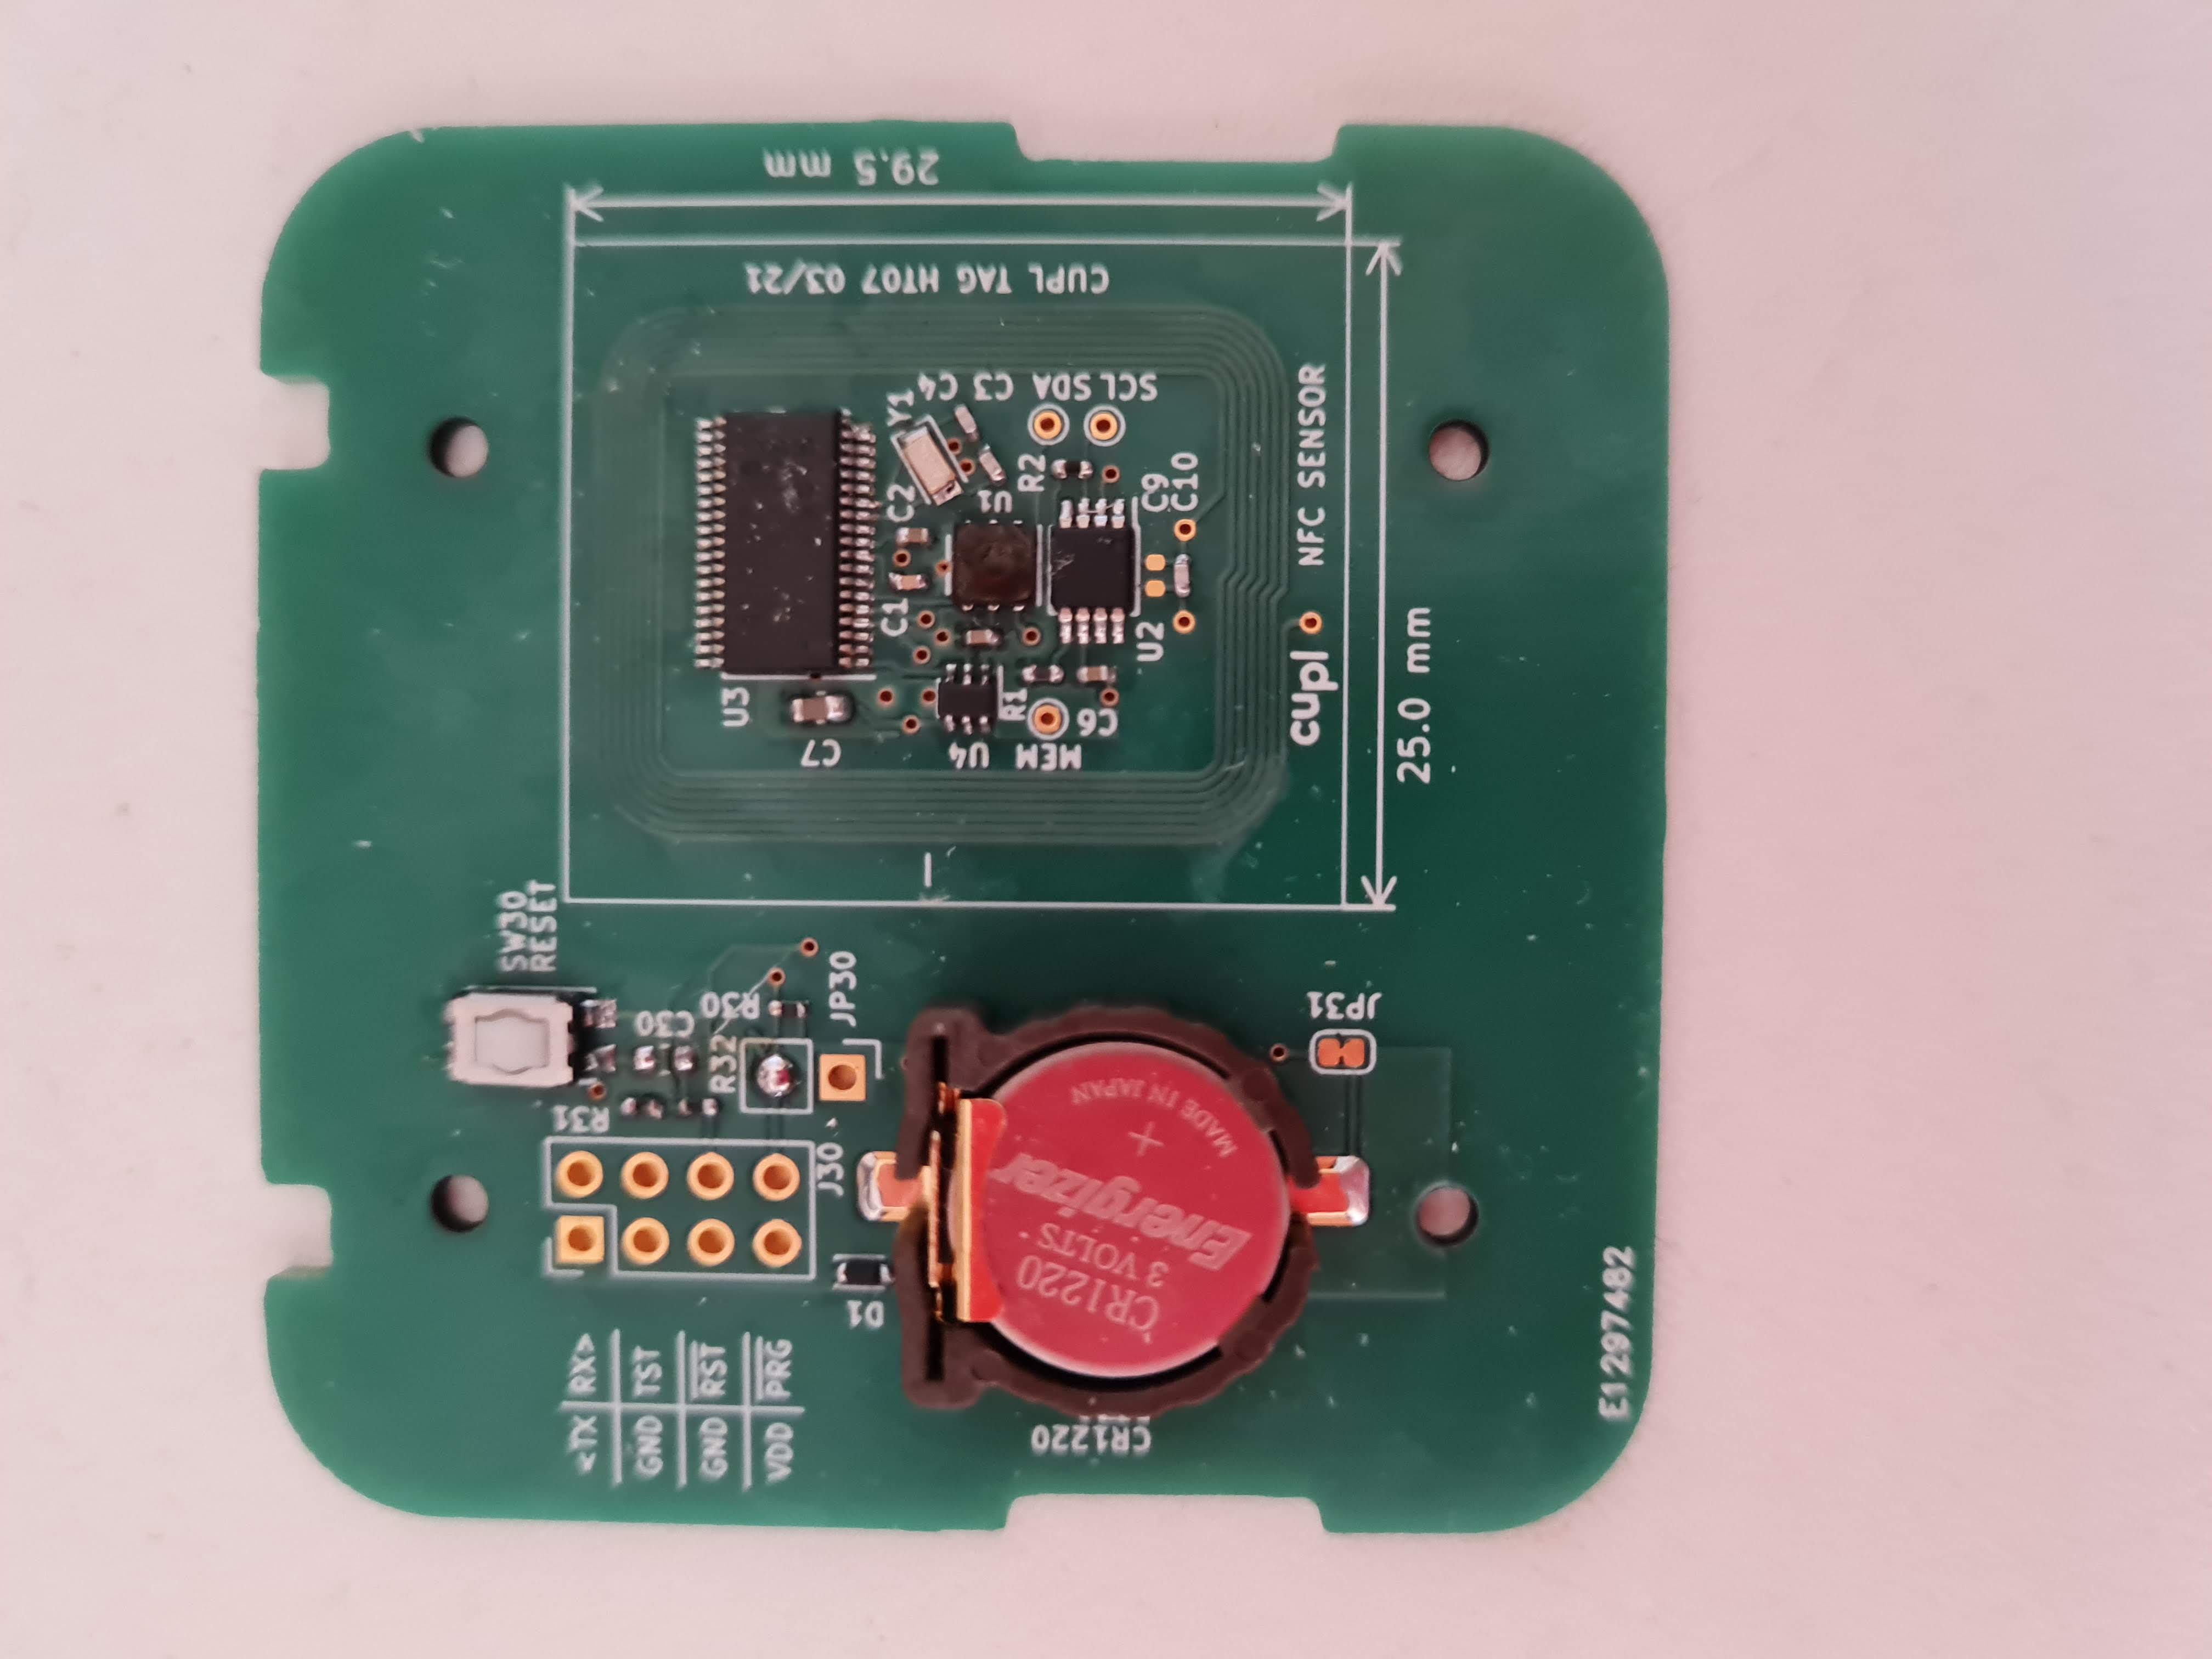 SW30
RESET
<TX RX>
GND TST
GND RST
VDD PRG
R31
C30
R32
R30
J30
JP30
D1
CR1220
CR1220
3 VOLTS
Energizer
+
MADE IN JAPAN
JP31
U3
C7
C1
C2
Y1
U4
U1
R1
R2
MEM
C6
SCL SDA C3 C4
U2
C9
C10
CUPL TAG HT07 03/21
29.5 mm
cupl
NFC SENSOR
25.0 mm
E1297482